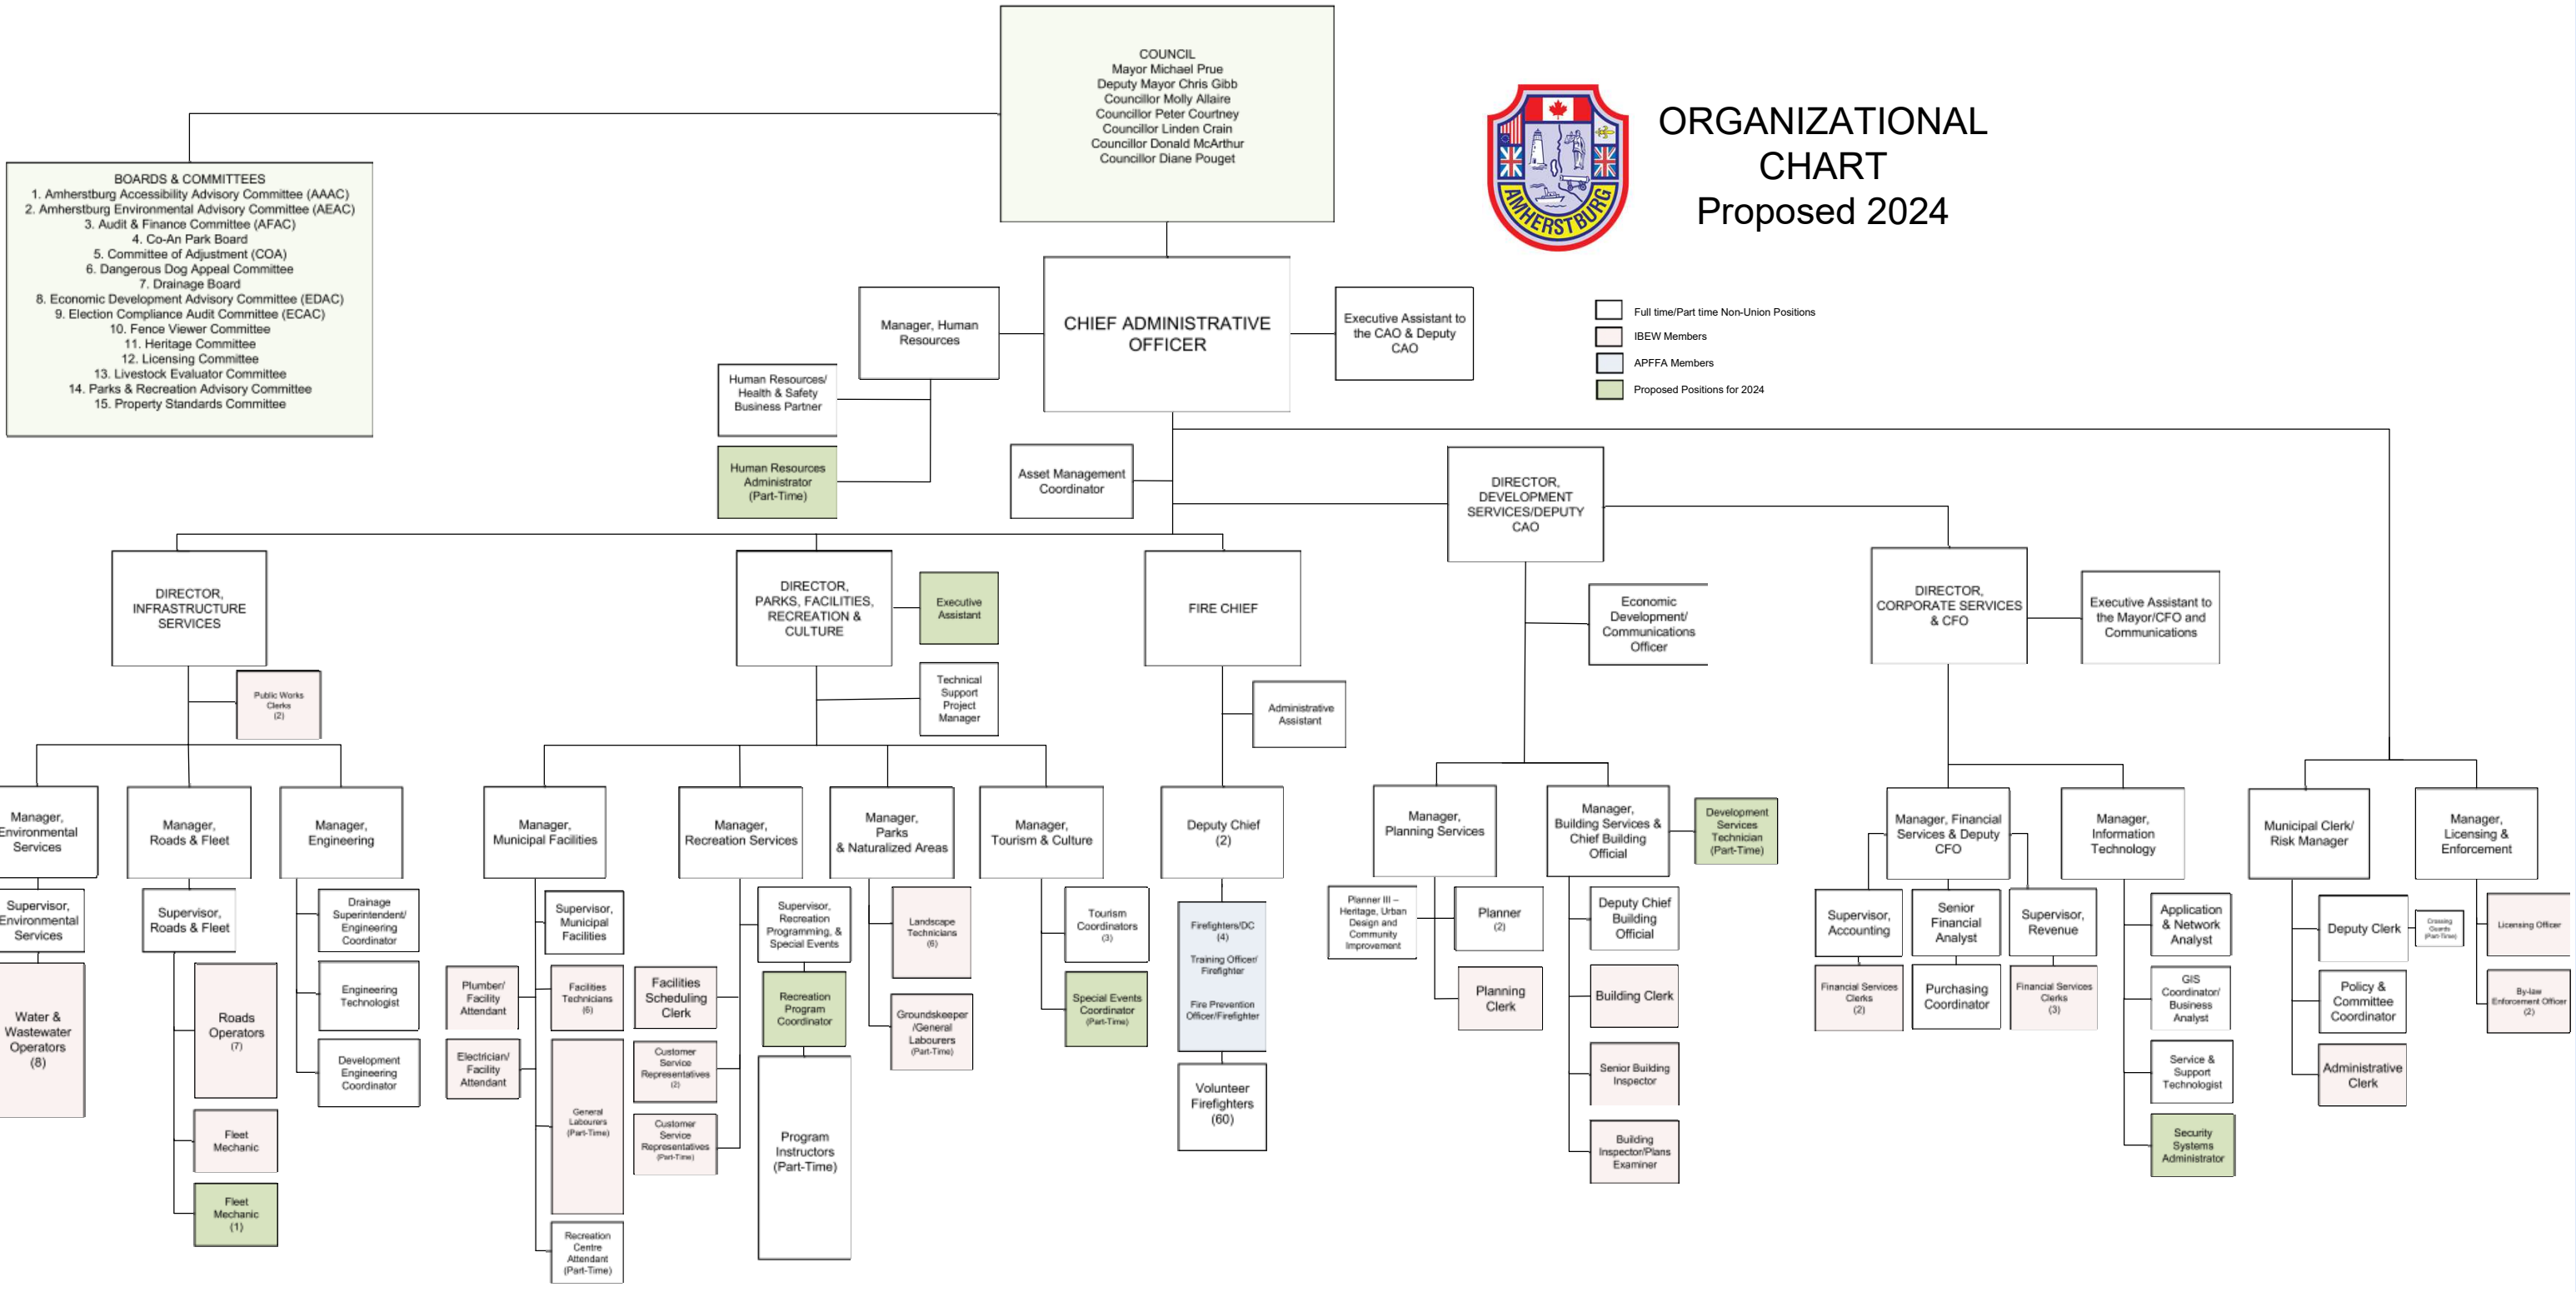 COUNCIL
Mayor Michael Prue
Deputy Mayor Chris Gibb
Councillor Molly Allaire
Councillor Peter Courtney
Councillor Linden Crain
Councillor Donald McArthur
Councillor Diane Pouget
AMHERSTBURG
ORGANIZATIONAL
CHART
Proposed 2024
BOARDS & COMMITTEES
1. Amherstburg Accessibility Advisory Committee (AAAC)
2. Amherstburg Environmental Advisory Committee (AEAC)
3. Audit & Finance Committee (AFAC)
4. Co-An Park Board
5. Committee of Adjustment (COA)
6. Dangerous Dog Appeal Committee
7. Drainage Board
8. Economic Development Advisory Committee (EDAC)
9. Election Compliance Audit Committee (ECAC)
10. Fence Viewer Committee
11. Heritage Committee
12. Licensing Committee
13. Livestock Evaluator Committee
14. Parks & Recreation Advisory Committee
15. Property Standards Committee
Manager, Human
Resources
CHIEF ADMINISTRATIVE
OFFICER
Executive Assistant to
the CAO & Deputy
CAO
Full time/Part time Non-Union Positions
IBEW Members
APFFA Members
Proposed Positions for 2024
Human Resources/
Health & Safety
Business Partner
Human Resources
Administrator
(Part-Time)
Asset Management
Coordinator
DIRECTOR,
DEVELOPMENT
SERVICES/DEPUTY
CAO
DIRECTOR,
INFRASTRUCTURE
SERVICES
DIRECTOR,
PARKS, FACILITIES,
RECREATION &
CULTURE
Executive
Assistant
FIRE CHIEF
Economic
Development/
Communications
Officer
DIRECTOR,
CORPORATE SERVICES
& CFO
Executive Assistant to
the Mayor/CFO and
Communications
Public Works
Clerks
(2)
Technical
Support
Project
Manager
Administrative
Assistant
Manager,
Environmental
Services
Manager,
Roads & Fleet
Manager,
Engineering
Manager,
Municipal Facilities
Manager,
Recreation Services
Manager,
Parks
& Naturalized Areas
Manager,
Tourism & Culture
Deputy Chief
(2)
Manager,
Planning Services
Manager,
Building Services &
Chief Building
Official
Development
Services
Technician
(Part-Time)
Manager, Financial
Services & Deputy
CFO
Manager,
Information
Technology
Municipal Clerk/
Risk Manager
Manager,
Licensing &
Enforcement
Supervisor,
Environmental
Services
Water &
Wastewater
Operators
(8)
Supervisor,
Roads & Fleet
Roads
Operators
(7)
Fleet
Mechanic
Fleet
Mechanic
(1)
Drainage
Superintendent/
Engineering
Coordinator
Engineering
Technologist
Development
Engineering
Coordinator
Supervisor,
Municipal
Facilities
Plumber/
Facility
Attendant
Facilities
Technicians
(6)
Electrician/
Facility
Attendant
General
Labourers
(Part-Time)
Recreation
Centre
Attendant
(Part-Time)
Facilities
Scheduling
Clerk
Customer
Service
Representatives
(2)
Customer
Service
Representatives
(Part-Time)
Supervisor,
Recreation
Programming, &
Special Events
Recreation
Program
Coordinator
Program
Instructors
(Part-Time)
Landscape
Technicians
(6)
Groundskeeper
/General
Labourers
(Part-Time)
Tourism
Coordinators
(3)
Special Events
Coordinator
(Part-Time)
Firefighters/DC
(4)
Training Officer/
Firefighter
Fire Prevention
Officer/Firefighter
Volunteer
Firefighters
(60)
Planner III –
Heritage, Urban
Design and
Community
Improvement
Planner
(2)
Planning
Clerk
Deputy Chief
Building
Official
Building Clerk
Senior Building
Inspector
Building
Inspector/Plans
Examiner
Supervisor,
Accounting
Financial Services
Clerks
(2)
Senior
Financial
Analyst
Purchasing
Coordinator
Supervisor,
Revenue
Financial Services
Clerks
(3)
Application
& Network
Analyst
GIS
Coordinator/
Business
Analyst
Service &
Support
Technologist
Security
Systems
Administrator
Deputy Clerk
Crossing
Guards
(Part-Time)
Policy &
Committee
Coordinator
Administrative
Clerk
Licensing Officer
By-law
Enforcement Officer
(2)